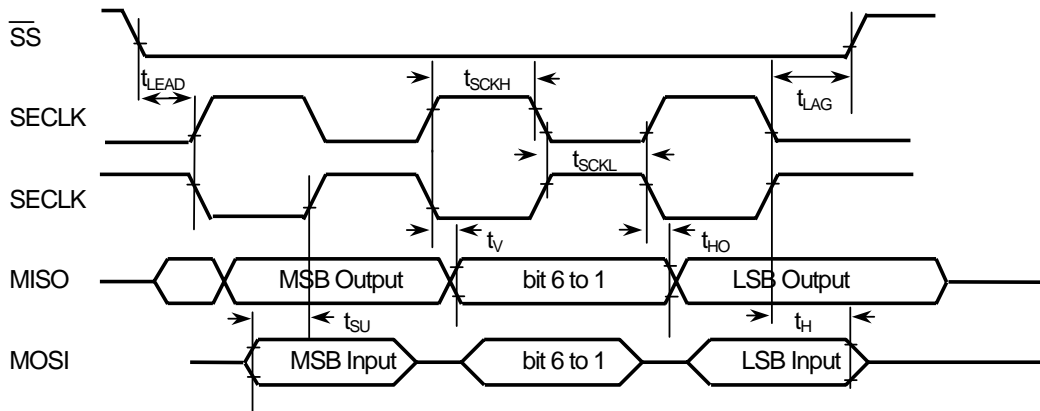 SS
tLEAD tSCKH tLAG
SECLK
tSCKL
SECLK
tV tHO
MISO MSB Output bit 6 to 1 LSB Output
tSU tH
MOSI MSB Input bit 6 to 1 LSB Input